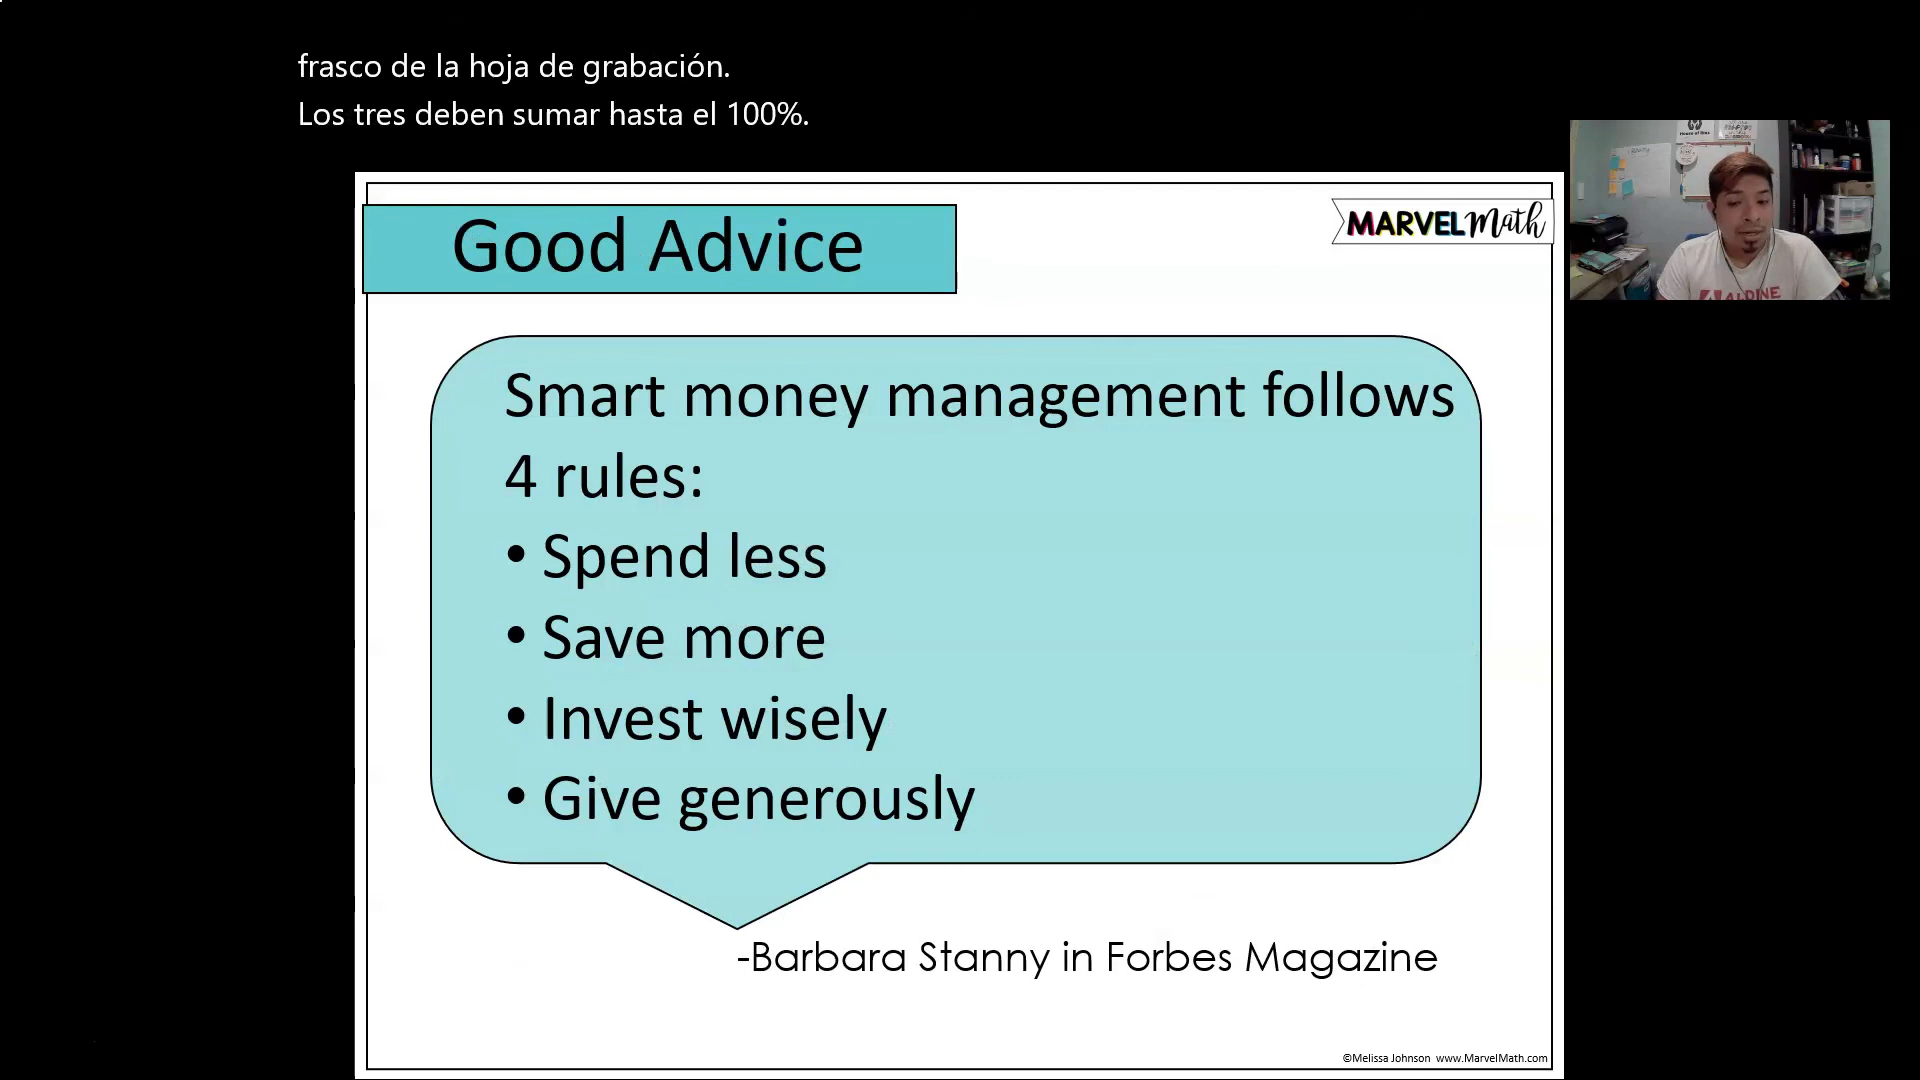 frasco de la hoja de grabación.
Los tres deben sumar hasta el 100%.
Good Advice
MARVEL Math
Smart money management follows
4 rules:
• Spend less
• Save more
• Invest wisely
• Give generously
-Barbara Stanny in Forbes Magazine
©Melissa Johnson www.MarvelMath.com